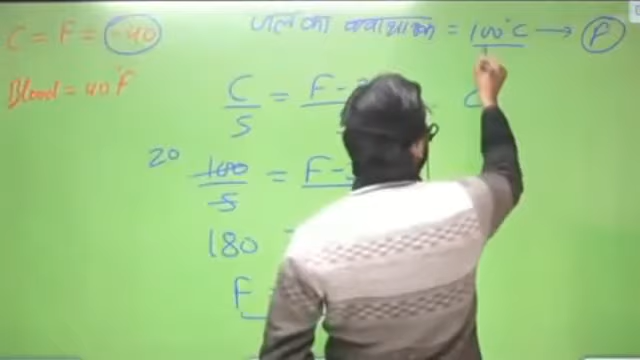 C = F = -40
जल का क्वथनांक = 100°C → F
Blood = 40°F
C/5 = F - 
20
100/5 = F - 
180
F